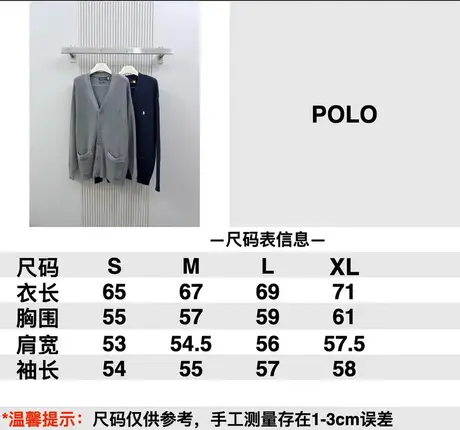 POLO
—尺码表信息—
尺码 S M L XL
衣长 65 67 69 71
胸围 55 57 59 61
肩宽 53 54.5 56 57.5
袖长 54 55 57 58
*温馨提示：尺码仅供参考，手工测量存在1-3cm误差